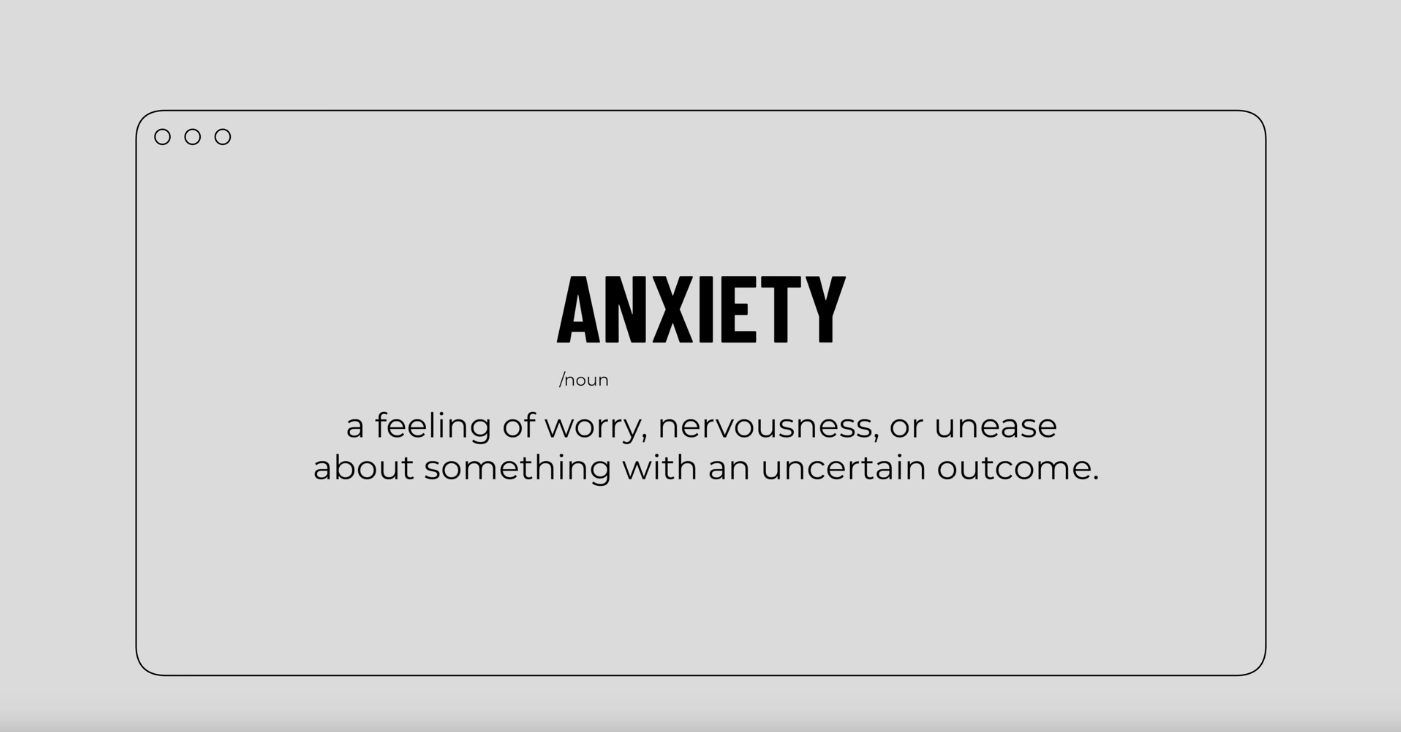 ANXIETY
/noun
a feeling of worry, nervousness, or unease
about something with an uncertain outcome.